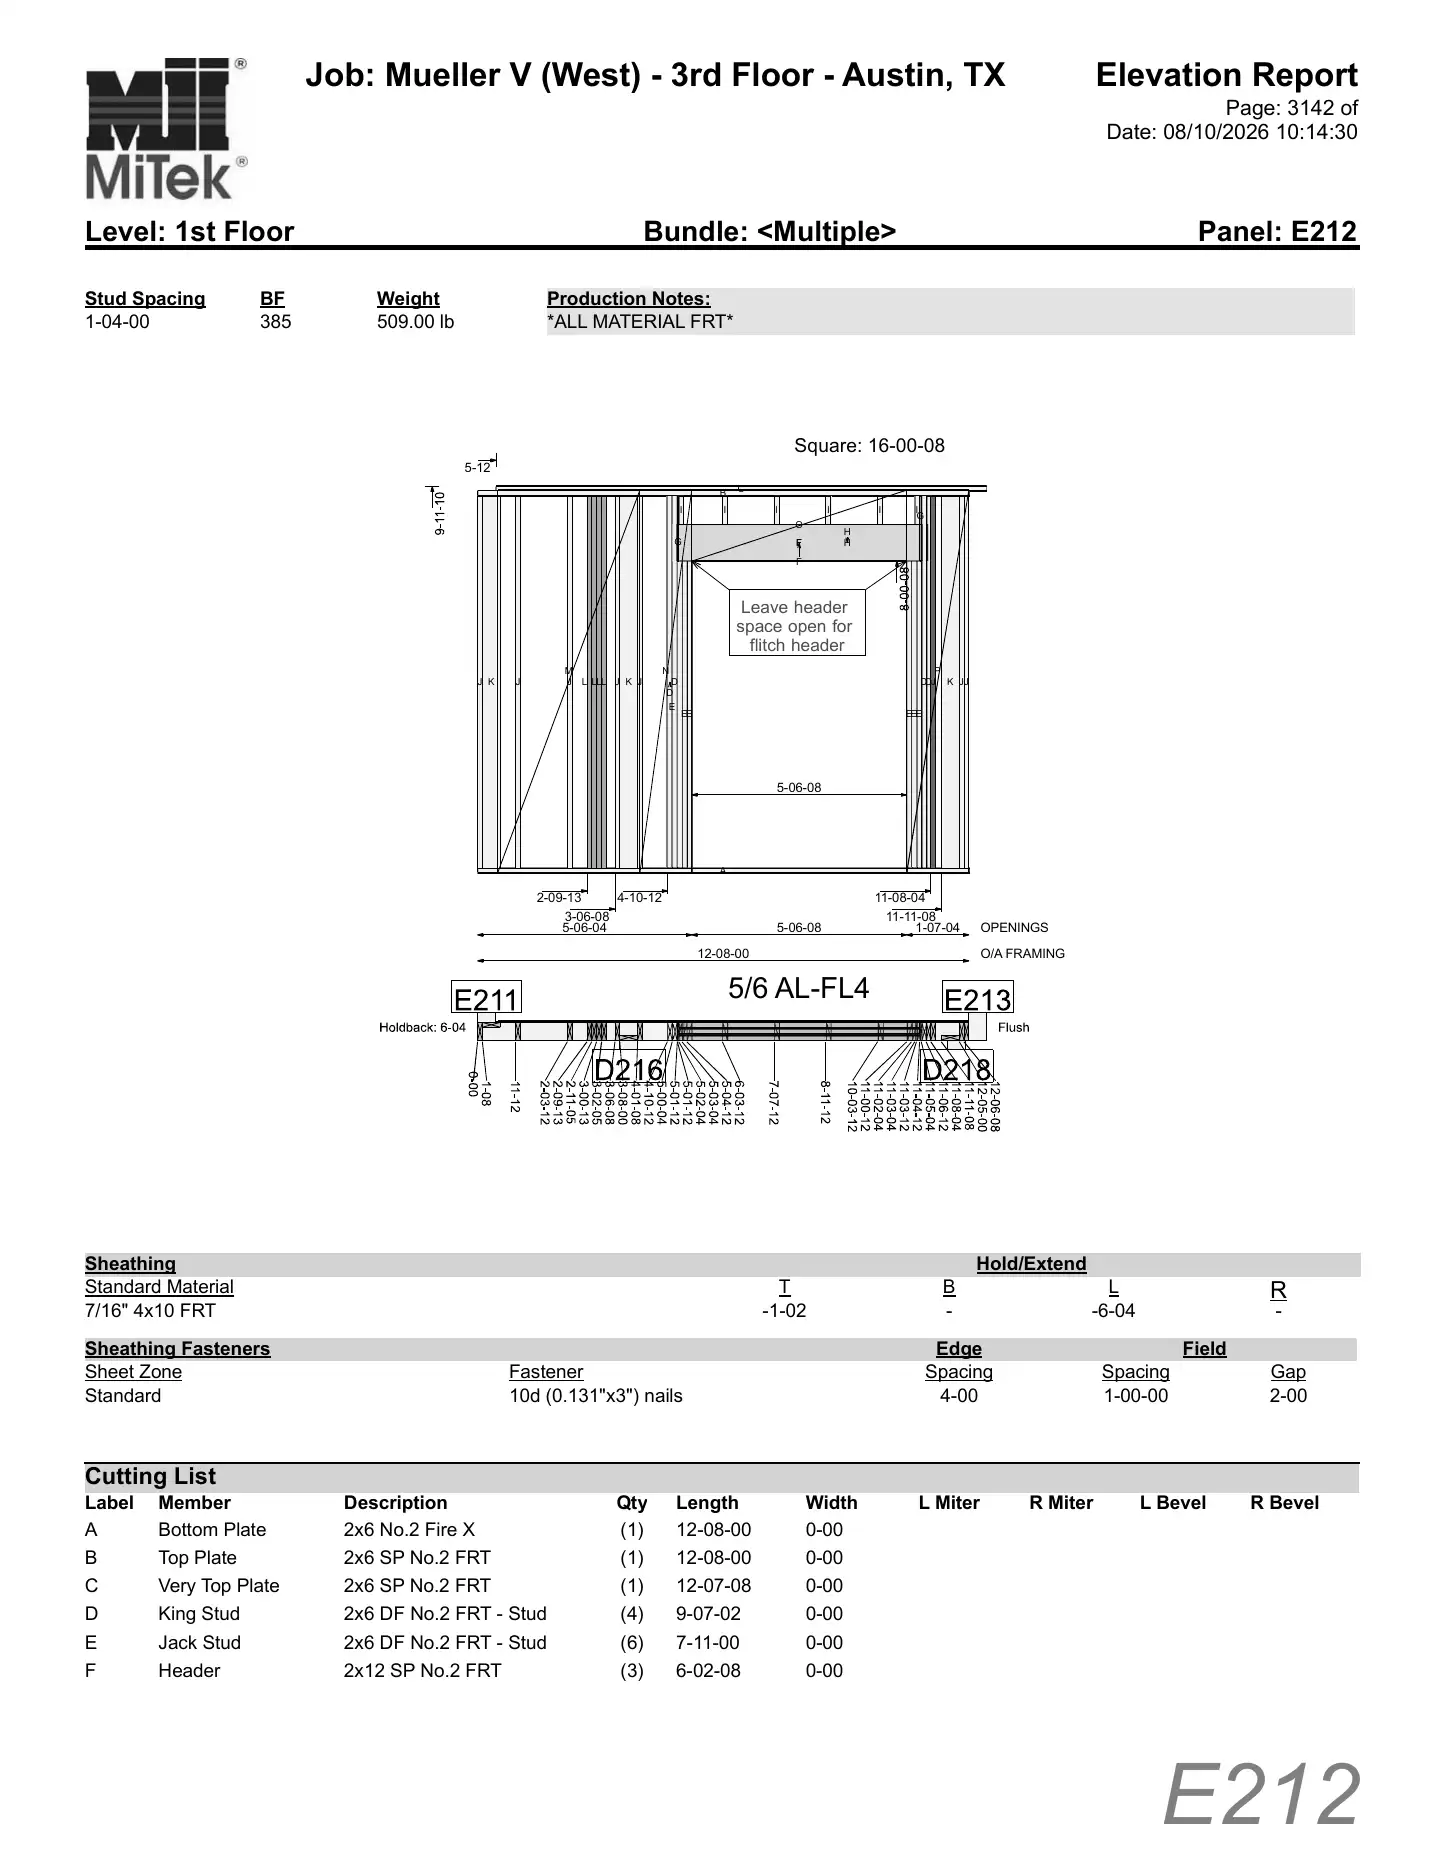 Job: Mueller V (West) - 3rd Floor - Austin, TX
Elevation Report
Page: 3142 of
Date: 08/10/2026 10:14:30
MiTek®
Level: 1st Floor Bundle: <Multiple> Panel: E212
Stud Spacing BF Weight Production Notes:
1-04-00 385 509.00 lb *ALL MATERIAL FRT*
Square: 16-00-08
5-12
9-11-10
B
I I I I I I
G
O
H
G F H
8-00-08
Leave header
space open for
flitch header
M N
J K J J L L L L J K J D K J J
D
E
5-06-08
A
2-09-13 4-10-12 11-08-04
3-06-08 11-11-08
5-06-04 5-06-08 1-07-04 OPENINGS
12-08-00 O/A FRAMING
5/6 AL-FL4
E211 E213
Holdback: 6-04 Flush
D216 D218
0-00
1-08
11-12
2-03-12
2-09-13
2-11-05
3-00-13
3-02-05
3-06-08
3-08-00
4-01-08
4-10-12
5-00-04
5-01-12
5-01-12
5-02-04
5-03-04
5-04-12
6-03-12
7-07-12
8-11-12
10-03-12
11-00-12
11-02-04
11-03-04
11-03-12
11-04-12
11-05-04
11-06-12
11-08-04
11-11-08
12-05-00
12-06-08
Sheathing Hold/Extend
Standard Material T B L R
7/16" 4x10 FRT -1-02 - -6-04 -
Sheathing Fasteners Edge Field
Sheet Zone Fastener Spacing Spacing Gap
Standard 10d (0.131"x3") nails 4-00 1-00-00 2-00
Cutting List
Label Member Description Qty Length Width L Miter R Miter L Bevel R Bevel
A Bottom Plate 2x6 No.2 Fire X (1) 12-08-00 0-00
B Top Plate 2x6 SP No.2 FRT (1) 12-08-00 0-00
C Very Top Plate 2x6 SP No.2 FRT (1) 12-07-08 0-00
D King Stud 2x6 DF No.2 FRT - Stud (4) 9-07-02 0-00
E Jack Stud 2x6 DF No.2 FRT - Stud (6) 7-11-00 0-00
F Header 2x12 SP No.2 FRT (3) 6-02-08 0-00
E212